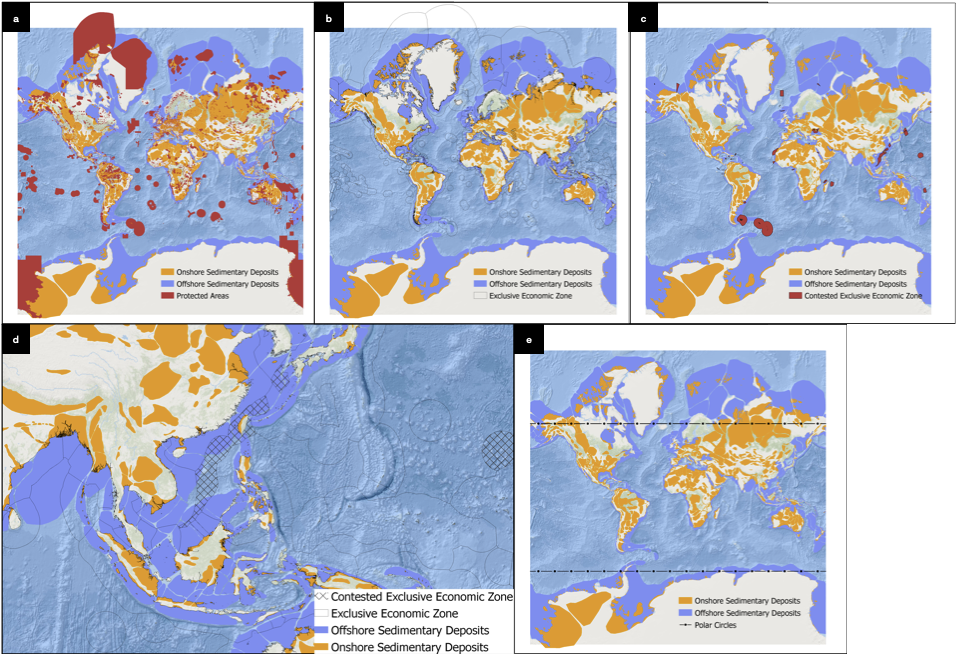 a
Onshore Sedimentary Deposits
Offshore Sedimentary Deposits
Protected Areas
b
Onshore Sedimentary Deposits
Offshore Sedimentary Deposits
Exclusive Economic Zone
c
Onshore Sedimentary Deposits
Offshore Sedimentary Deposits
Contested Exclusive Economic Zone
d
Contested Exclusive Economic Zone
Exclusive Economic Zone
Offshore Sedimentary Deposits
Onshore Sedimentary Deposits
e
Onshore Sedimentary Deposits
Offshore Sedimentary Deposits
Polar Circles